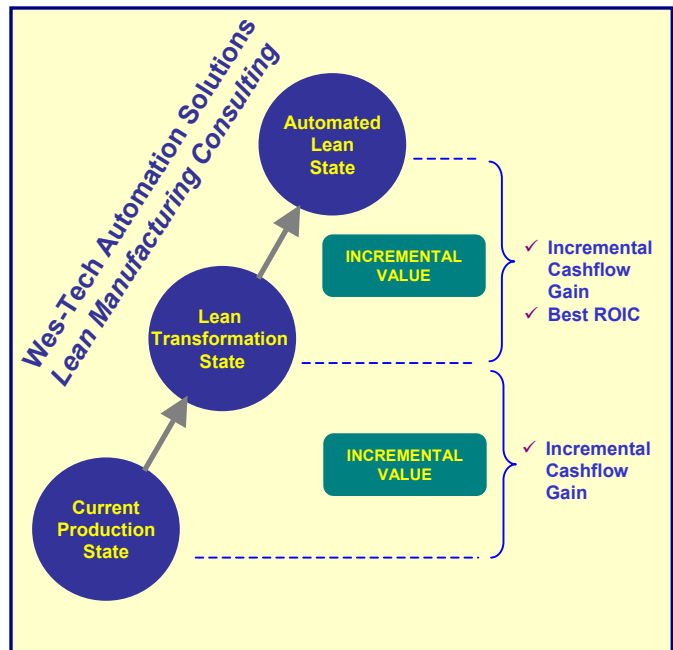 Wes-Tech Automation Solutions
Lean Manufacturing Consulting
Automated
Lean
State
INCREMENTAL
VALUE
✓ Incremental
Cashflow
Gain
✓ Best ROIC
Lean
Transformation
State
INCREMENTAL
VALUE
✓ Incremental
Cashflow
Gain
Current
Production
State